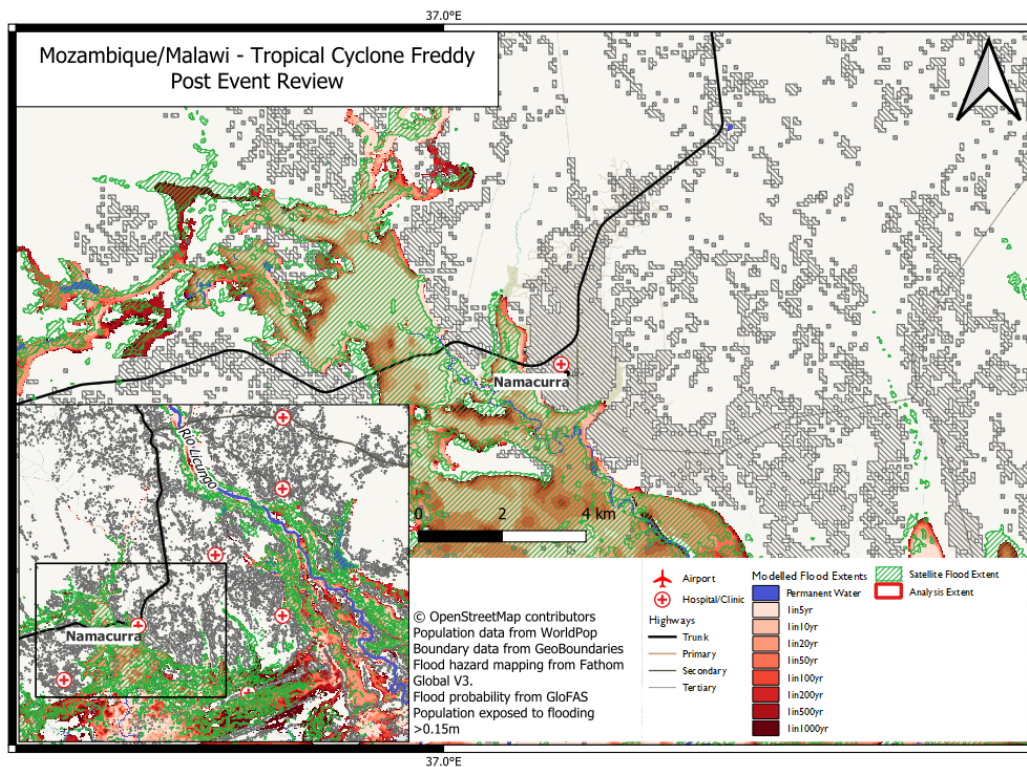 37.0°E
Mozambique/Malawi - Tropical Cyclone Freddy
Post Event Review
Namacurra
0 2 4 km
Rio Licungo
Namacurra
© OpenStreetMap contributors
Population data from WorldPop
Boundary data from GeoBoundaries
Flood hazard mapping from Fathom
Global V3.
Flood probability from GloFAS
Population exposed to flooding
>0.15m
Airport
Hospital/Clinic
Highways
Trunk
Primary
Secondary
Tertiary
Modelled Flood Extents
Permanent Water
1in5yr
1in10yr
1in20yr
1in50yr
1in100yr
1in200yr
1in500yr
1in1000yr
Satellite Flood Extent
Analysis Extent
37.0°E